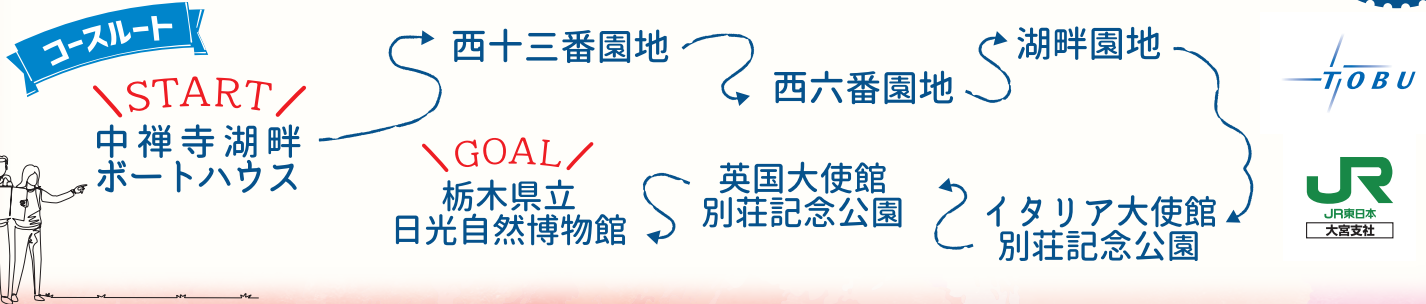 コースルート
START
中禅寺湖畔
ボートハウス
西十三番園地
西六番園地
湖畔園地
イタリア大使館
別荘記念公園
英国大使館
別荘記念公園
GOAL
栃木県立
日光自然博物館
TOBU
JR
JR東日本
大宮支社